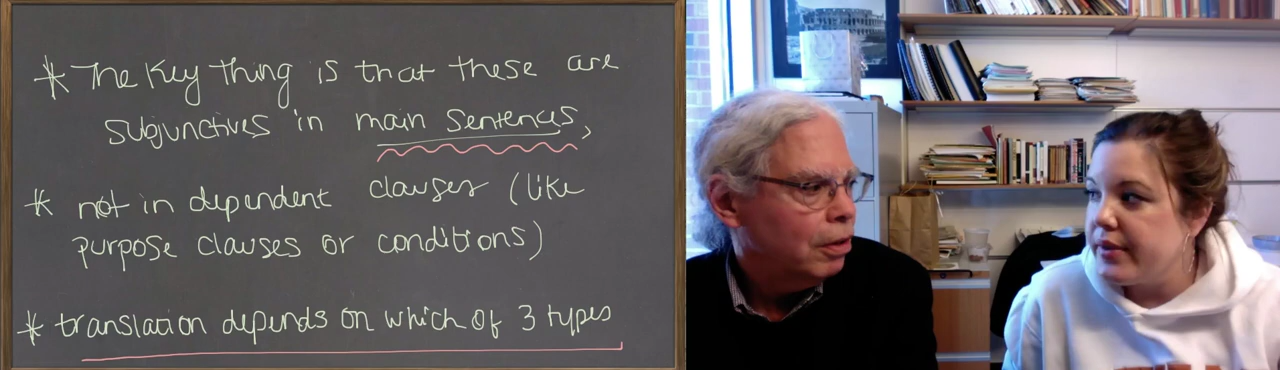 * The key thing is that these are
subjunctives in main sentences,
* not in dependent clauses (like
purpose clauses or conditions)
* translation depends on which of 3 types